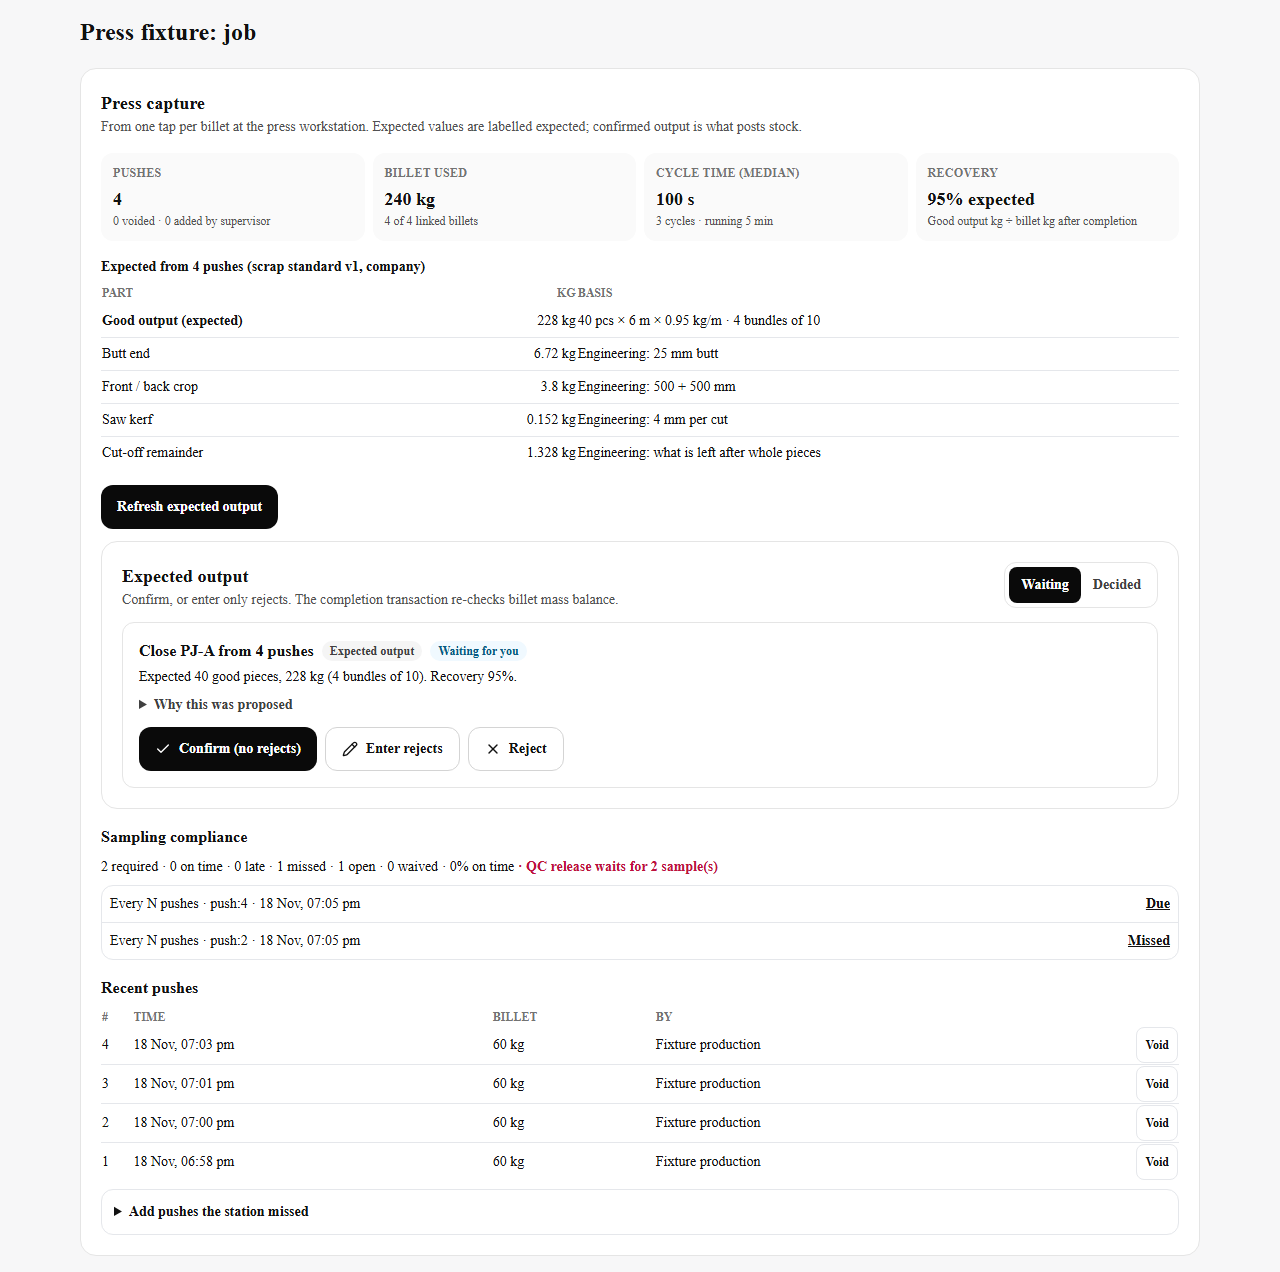 Press fixture: job
Press capture
From one tap per billet at the press workstation. Expected values are labelled expected; confirmed output is what posts stock.
PUSHES
4
0 voided · 0 added by supervisor
BILLET USED
240 kg
4 of 4 linked billets
CYCLE TIME (MEDIAN)
100 s
3 cycles · running 5 min
RECOVERY
95% expected
Good output kg ÷ billet kg after completion
Expected from 4 pushes (scrap standard v1, company)
PART KG BASIS
Good output (expected) 228 kg 40 pcs × 6 m × 0.95 kg/m · 4 bundles of 10
Butt end 6.72 kg Engineering: 25 mm butt
Front / back crop 3.8 kg Engineering: 500 + 500 mm
Saw kerf 0.152 kg Engineering: 4 mm per cut
Cut-off remainder 1.328 kg Engineering: what is left after whole pieces
Refresh expected output
Expected output
Confirm, or enter only rejects. The completion transaction re-checks billet mass balance.
Waiting Decided
Close PJ-A from 4 pushes Expected output Waiting for you
Expected 40 good pieces, 228 kg (4 bundles of 10). Recovery 95%.
Why this was proposed
Confirm (no rejects) Enter rejects Reject
Sampling compliance
2 required · 0 on time · 0 late · 1 missed · 1 open · 0 waived · 0% on time · QC release waits for 2 sample(s)
Every N pushes · push:4 · 18 Nov, 07:05 pm Due
Every N pushes · push:2 · 18 Nov, 07:05 pm Missed
Recent pushes
# TIME BILLET BY
4 18 Nov, 07:03 pm 60 kg Fixture production Void
3 18 Nov, 07:01 pm 60 kg Fixture production Void
2 18 Nov, 07:00 pm 60 kg Fixture production Void
1 18 Nov, 06:58 pm 60 kg Fixture production Void
Add pushes the station missed